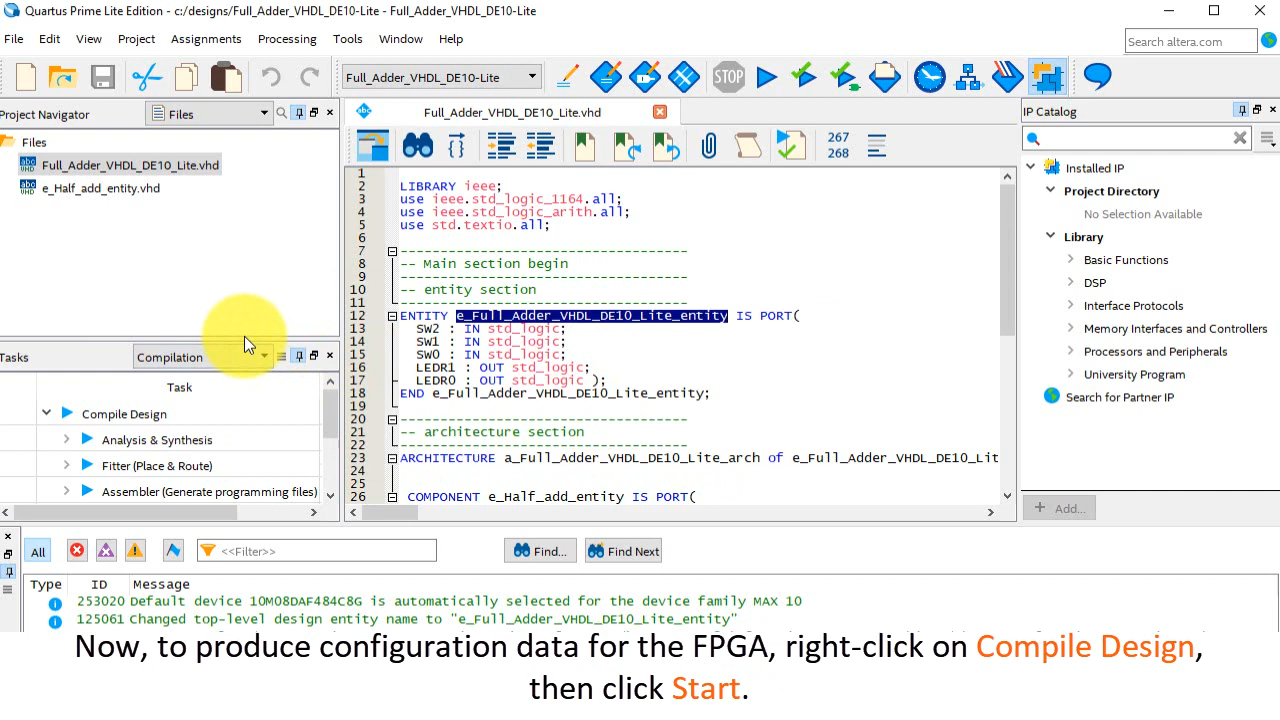 Quartus Prime Lite Edition - c:/designs/Full_Adder_VHDL_DE10-Lite - Full_Adder_VHDL_DE10-Lite
File Edit View Project Assignments Processing Tools Window Help
Search altera.com
Full_Adder_VHDL_DE10-Lite
STOP
Project Navigator
Files
Files
Full_Adder_VHDL_DE10_Lite.vhd
e_Half_add_entity.vhd
Tasks
Compilation
Task
Compile Design
Analysis & Synthesis
Fitter (Place & Route)
Assembler (Generate programming files)
Full_Adder_VHDL_DE10_Lite.vhd
267
268
1
2 LIBRARY ieee;
3 use ieee.std_logic_1164.all;
4 use ieee.std_logic_arith.all;
5 use std.textio.all;
6
7 ------------------------------------
8 -- Main section begin
9 ------------------------------------
10 -- entity section
11 ------------------------------------
12 ENTITY e_Full_Adder_VHDL_DE10_Lite_entity IS PORT(
13 SW2 : IN std_logic;
14 SW1 : IN std_logic;
15 SW0 : IN std_logic;
16 LEDR1 : OUT std_logic;
17 LEDR0 : OUT std_logic );
18 END e_Full_Adder_VHDL_DE10_Lite_entity;
19
20 ------------------------------------
21 -- architecture section
22 ------------------------------------
23 ARCHITECTURE a_Full_Adder_VHDL_DE10_Lite_arch of e_Full_Adder_VHDL_DE10_Lit
24
25
26 COMPONENT e_Half_add_entity IS PORT(
IP Catalog
Installed IP
Project Directory
No Selection Available
Library
Basic Functions
DSP
Interface Protocols
Memory Interfaces and Controllers
Processors and Peripherals
University Program
Search for Partner IP
+ Add...
All
<<Filter>>
Find...
Find Next
Type ID Message
253020 Default device 10M08DAF484C8G is automatically selected for the device family MAX 10
125061 Changed top-level design entity name to "e_Full_Adder_VHDL_DE10_Lite_entity"
Now, to produce configuration data for the FPGA, right-click on Compile Design,
then click Start.